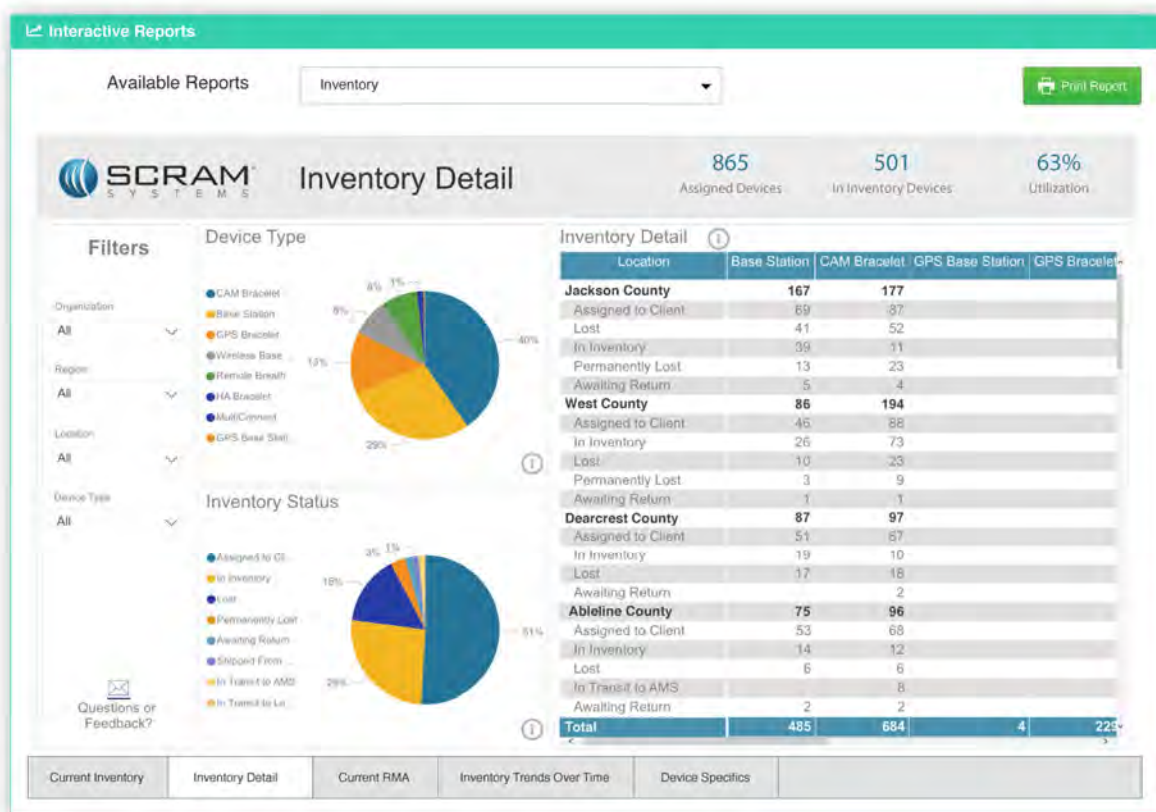 Interactive Reports
Available Reports
Inventory
Print Report
SCRAM
SYSTEMS
Inventory Detail
865
Assigned Devices
501
In Inventory Devices
63%
Utilization
Filters
Organization
All
Region
All
Location
All
Device Type
All
Questions or
Feedback?
Device Type
CAM Bracelet
Base Station
GPS Bracelet
Wireless Base ...
Remote Breath
HA Bracelet
MultiConnect
GPS Base Stati...
1%
40%
29%
13%
Inventory Status
Assigned to Cl...
In Inventory
Lost
Permanently Lost
Awaiting Return
Shipped From ...
In Transit to AMS
In Transit to Lo...
3%
1%
51%
Inventory Detail
Location Base Station CAM Bracelet GPS Base Station GPS Bracelet
Jackson County 167 177
Assigned to Client 69 87
Lost 41 52
In Inventory 39 11
Permanently Lost 13 23
Awaiting Return 5 4
West County 86 194
Assigned to Client 46 88
In Inventory 26 73
Lost 10 23
Permanently Lost 3 9
Awaiting Return 1 1
Dearcrest County 87 97
Assigned to Client 51 67
In Inventory 19 10
Lost 17 18
Awaiting Return 2
Ableline County 75 96
Assigned to Client 53 68
In Inventory 14 12
Lost 6 6
In Transit to AMS 8
Awaiting Return 2 2
Total 485 684 4 229
Current Inventory
Inventory Detail
Current RMA
Inventory Trends Over Time
Device Specifics